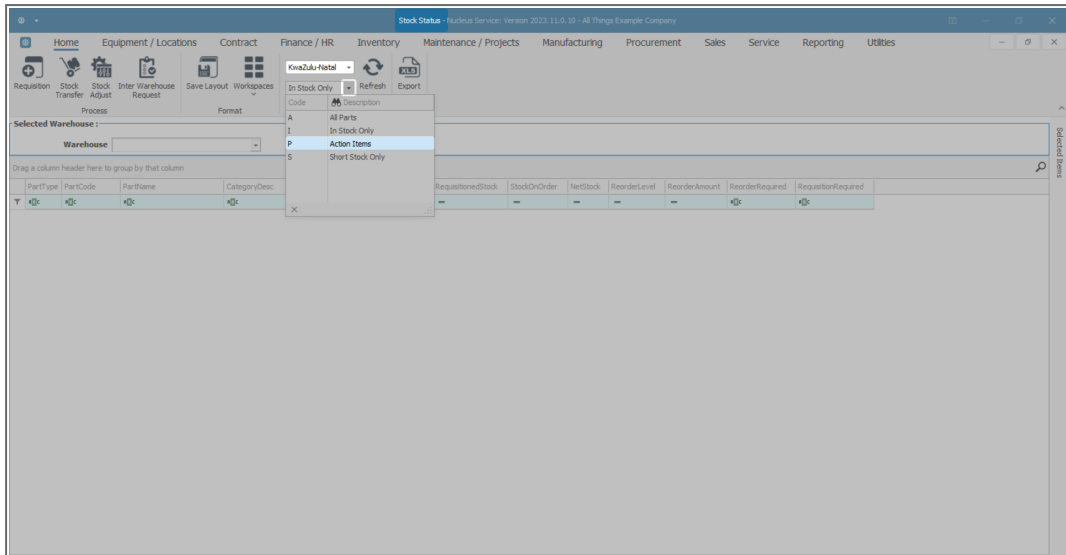 Stock Status - Nucleus Service: Version 2023.11.0.10 - All Things Example Company
Home Equipment / Locations Contract Finance / HR Inventory Maintenance / Projects Manufacturing Procurement Sales Service Reporting Utilities
Requisition
Stock Transfer
Stock Adjust
Inter Warehouse Request
Process
Save Layout
Workspaces
Format
KwaZulu-Natal
In Stock Only
Refresh
XLS
Export
Code Description
A All Parts
I In Stock Only
P Action Items
S Short Stock Only
Selected Warehouse :
Warehouse
Selected Items
Drag a column header here to group by that column
PartType PartCode PartName CategoryDesc RequisitionedStock StockOnOrder NetStock ReorderLevel ReorderAmount ReorderRequired RequisitionRequired